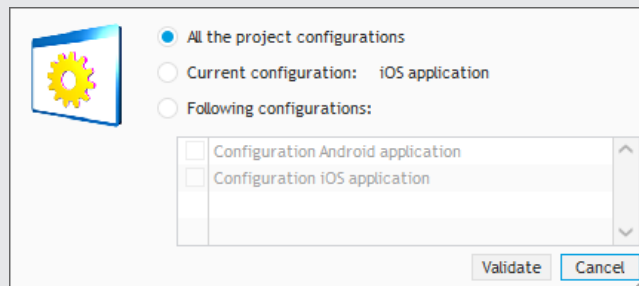 All the project configurations
Current configuration: iOS application
Following configurations:
Configuration Android application
Configuration iOS application
Validate Cancel